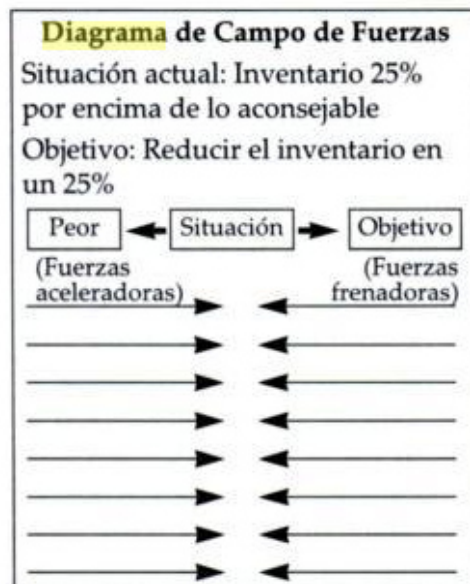 Diagrama de Campo de Fuerzas
Situación actual: Inventario 25%
por encima de lo aconsejable
Objetivo: Reducir el inventario en
un 25%
Peor Situación Objetivo
(Fuerzas (Fuerzas
aceleradoras) frenadoras)